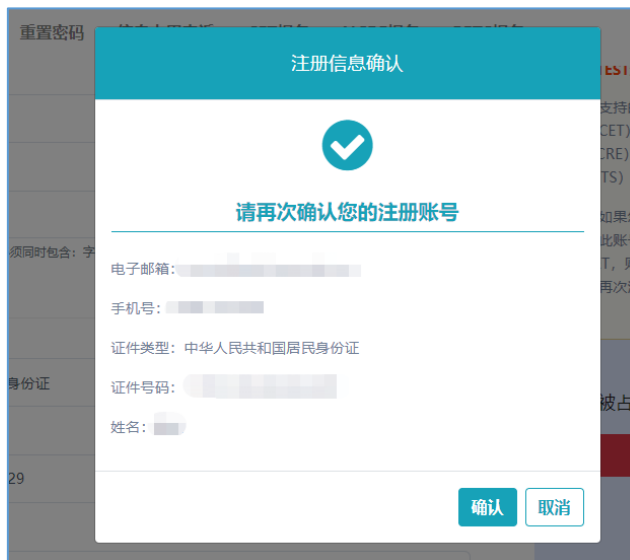 重置密码
注册信息确认
请再次确认您的注册账号
电子邮箱：
手机号：
证件类型：中华人民共和国居民身份证
证件号码：
姓名：
确认 取消
须同时包含：字
身份证
29
支持
CET)
CRE)
TS)
如果
此账
再次
被占